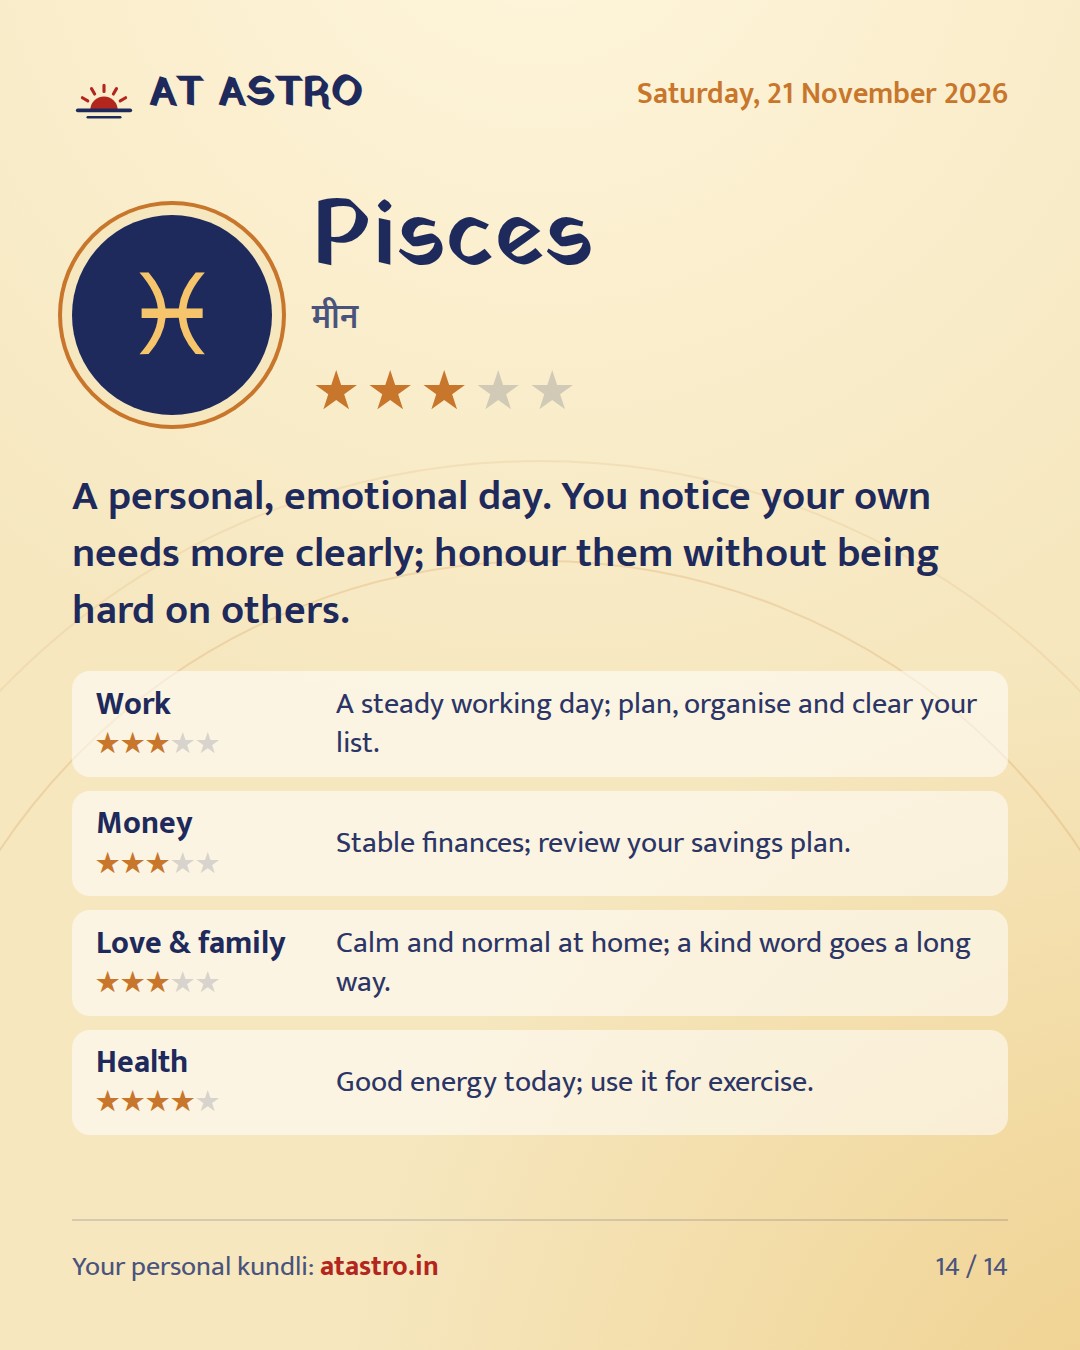 AT ASTRO
Saturday, 21 November 2026
Pisces
मीन
A personal, emotional day. You notice your own
needs more clearly; honour them without being
hard on others.
Work
A steady working day; plan, organise and clear your
list.
Money
Stable finances; review your savings plan.
Love & family
Calm and normal at home; a kind word goes a long
way.
Health
Good energy today; use it for exercise.
Your personal kundli: atastro.in
14 / 14